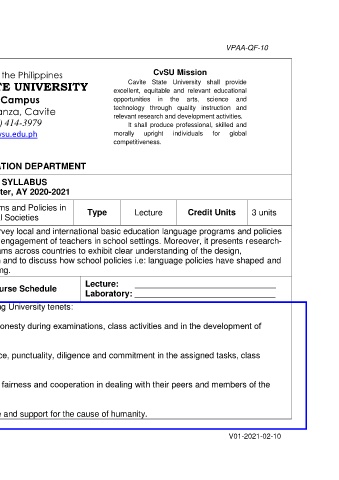 VPAA-QF-10
the Philippines
TE UNIVERSITY
Campus
anza, Cavite
) 414-3979
vsu.edu.ph
CvSU Mission
Cavite State University shall provide
excellent, equitable and relevant educational
opportunities in the arts, science and
technology through quality instruction and
relevant research and development activities.
It shall produce professional, skilled and
morally upright individuals for global
competitiveness.
ATION DEPARTMENT
SYLLABUS
ter, AY 2020-2021
ms and Policies in
l Societies
Type
Lecture
Credit Units
3 units
vey local and international basic education language programs and policies
engagement of teachers in school settings. Moreover, it presents research-
ams across countries to exhibit clear understanding of the design,
n and to discuss how school policies i.e: language policies have shaped and
mg.
urse Schedule
Lecture:
Laboratory:
ng University tenets:
onesty during examinations, class activities and in the development of
ce, punctuality, diligence and commitment in the assigned tasks, class
fairness and cooperation in dealing with their peers and members of the
e and support for the cause of humanity.
V01-2021-02-10